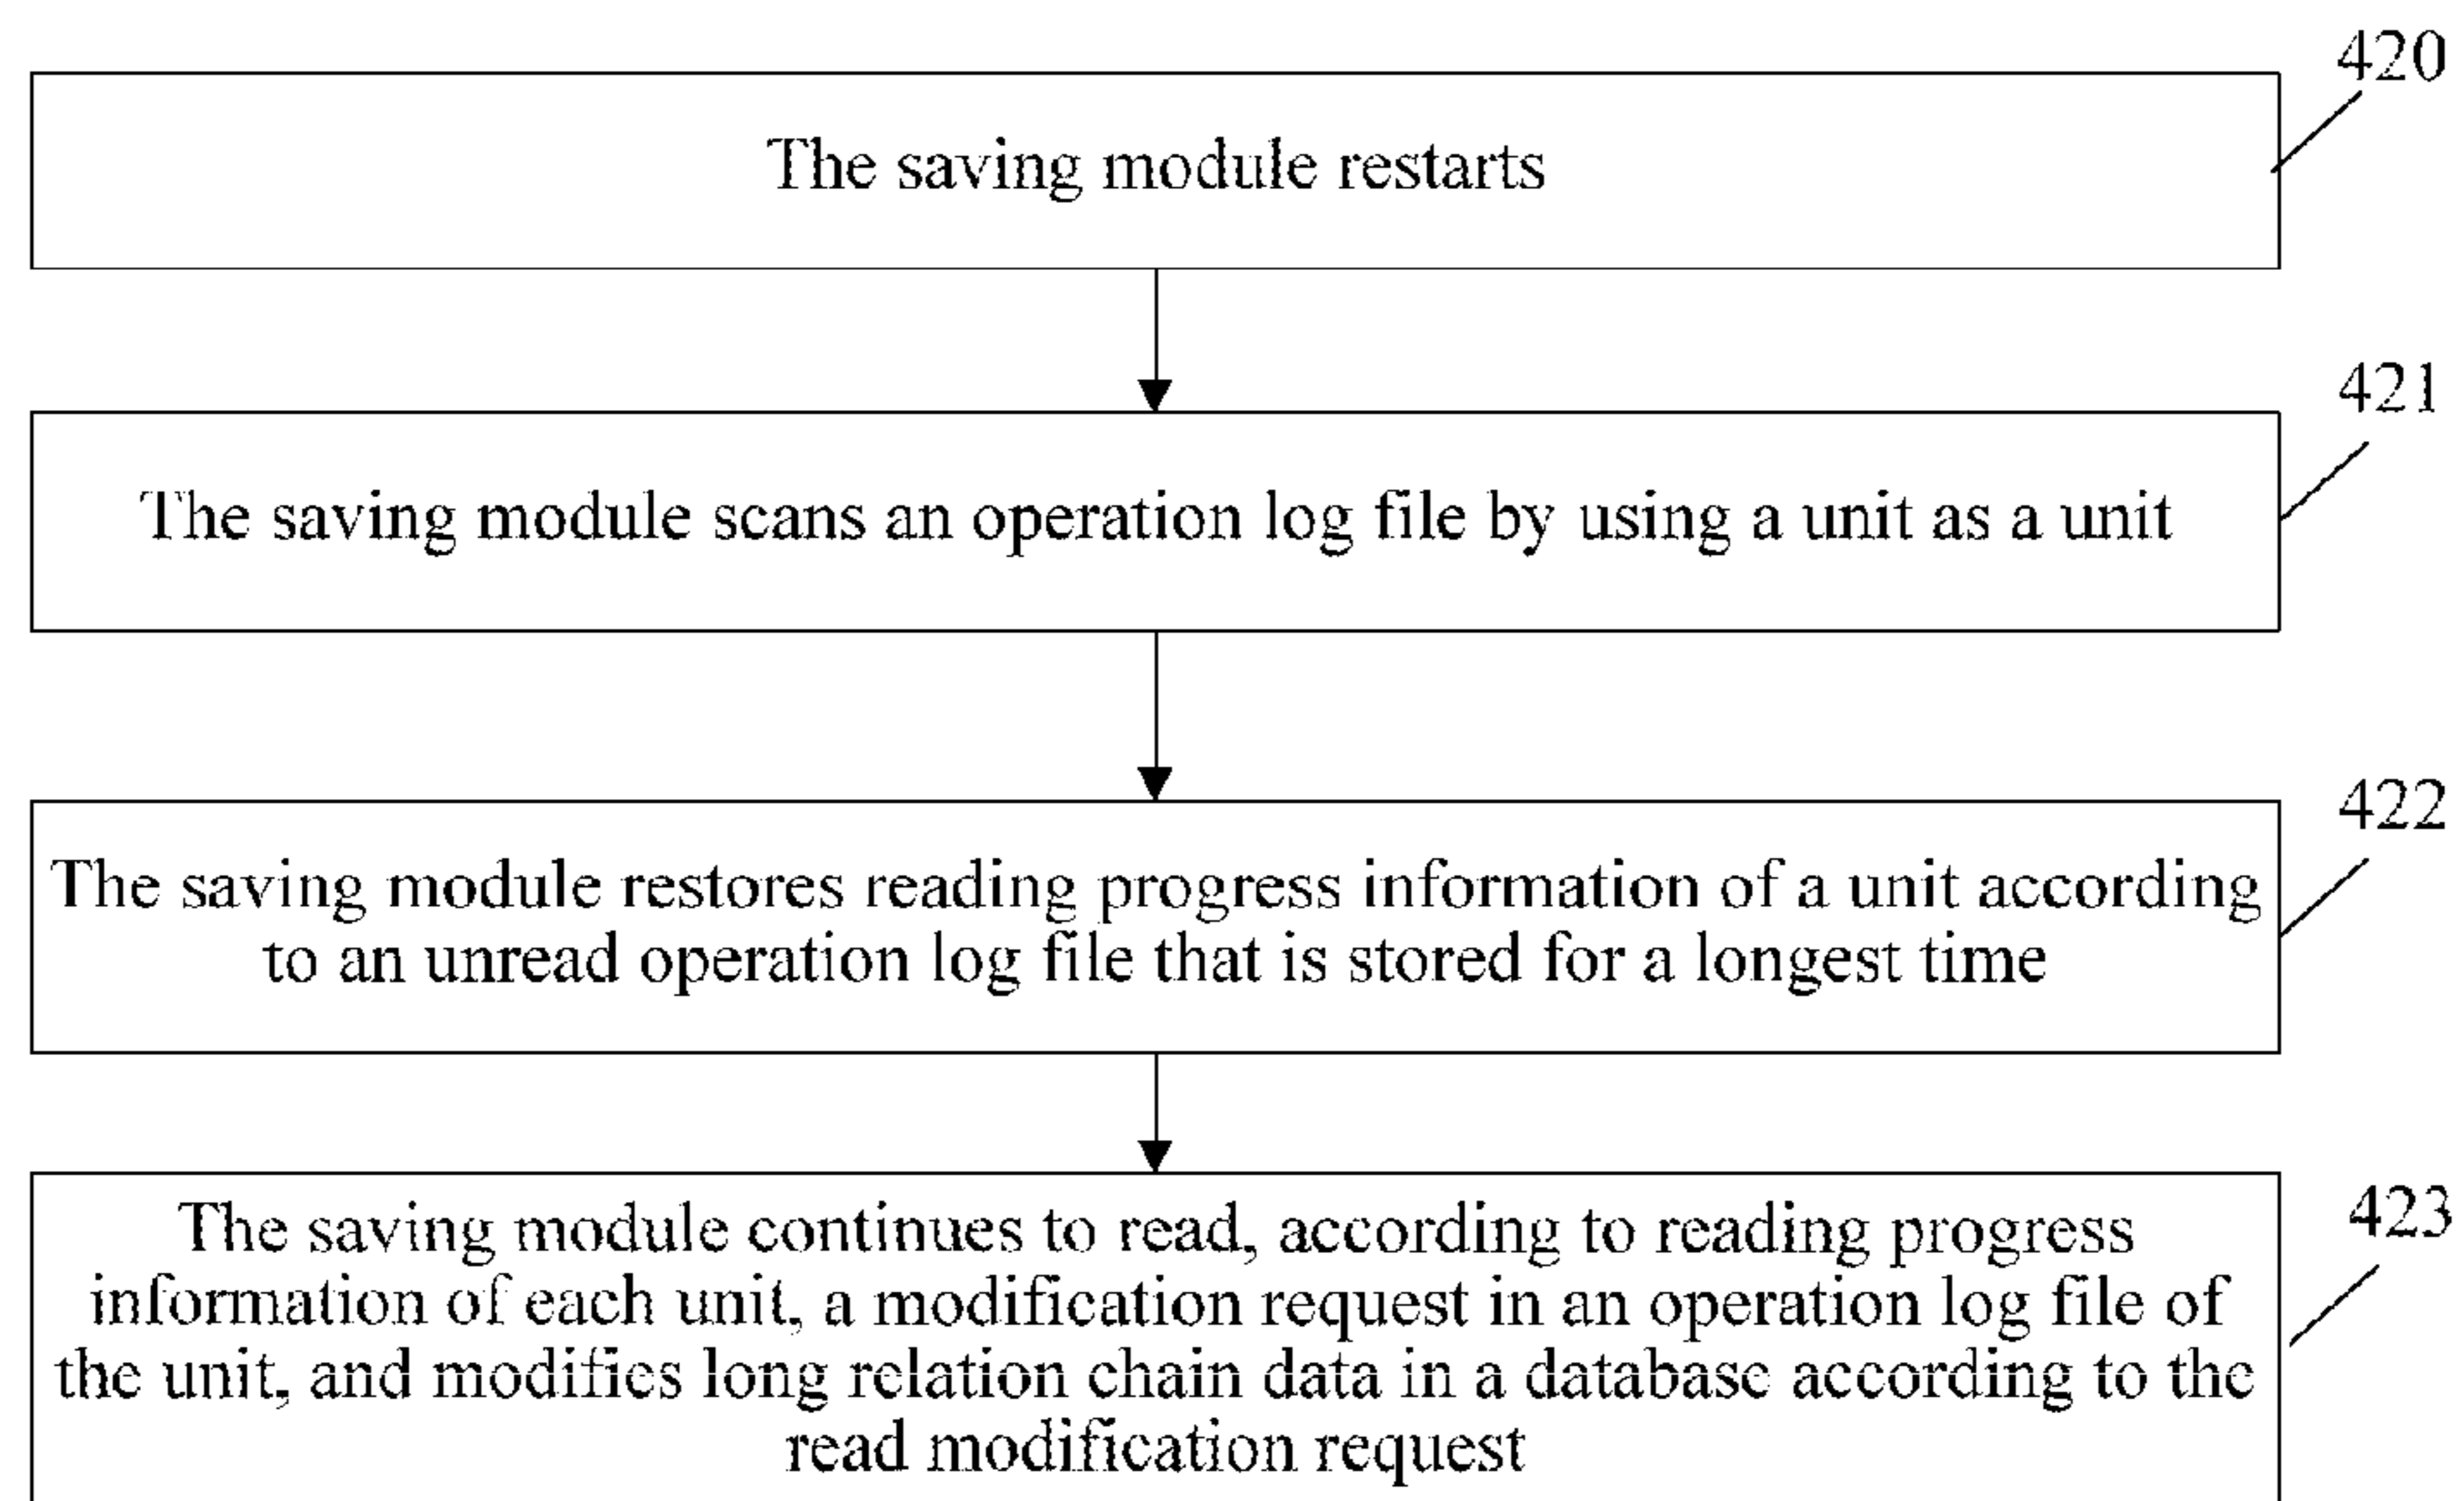 420
The saving module restarts
421
The saving module scans an operation log file by using a unit as a unit
422
The saving module restores reading progress information of a unit according
to an unread operation log file that is stored for a longest time
423
The saving module continues to read, according to reading progress
information of each unit, a modification request in an operation log file of
the unit, and modifies long relation chain data in a database according to the
read modification request